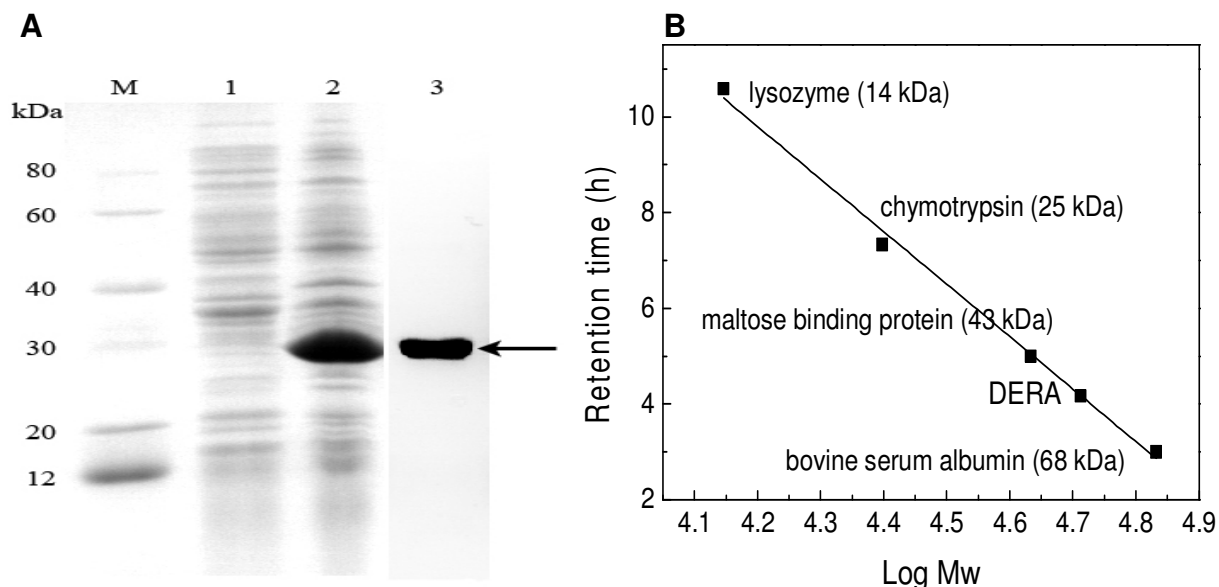 A
M 1 2 3
kDa
80
60
40
30
20
12
B
Retention time (h)
10
8
6
4
2
lysozyme (14 kDa)
chymotrypsin (25 kDa)
maltose binding protein (43 kDa)
DERA
bovine serum albumin (68 kDa)
4.1 4.2 4.3 4.4 4.5 4.6 4.7 4.8 4.9
Log Mw